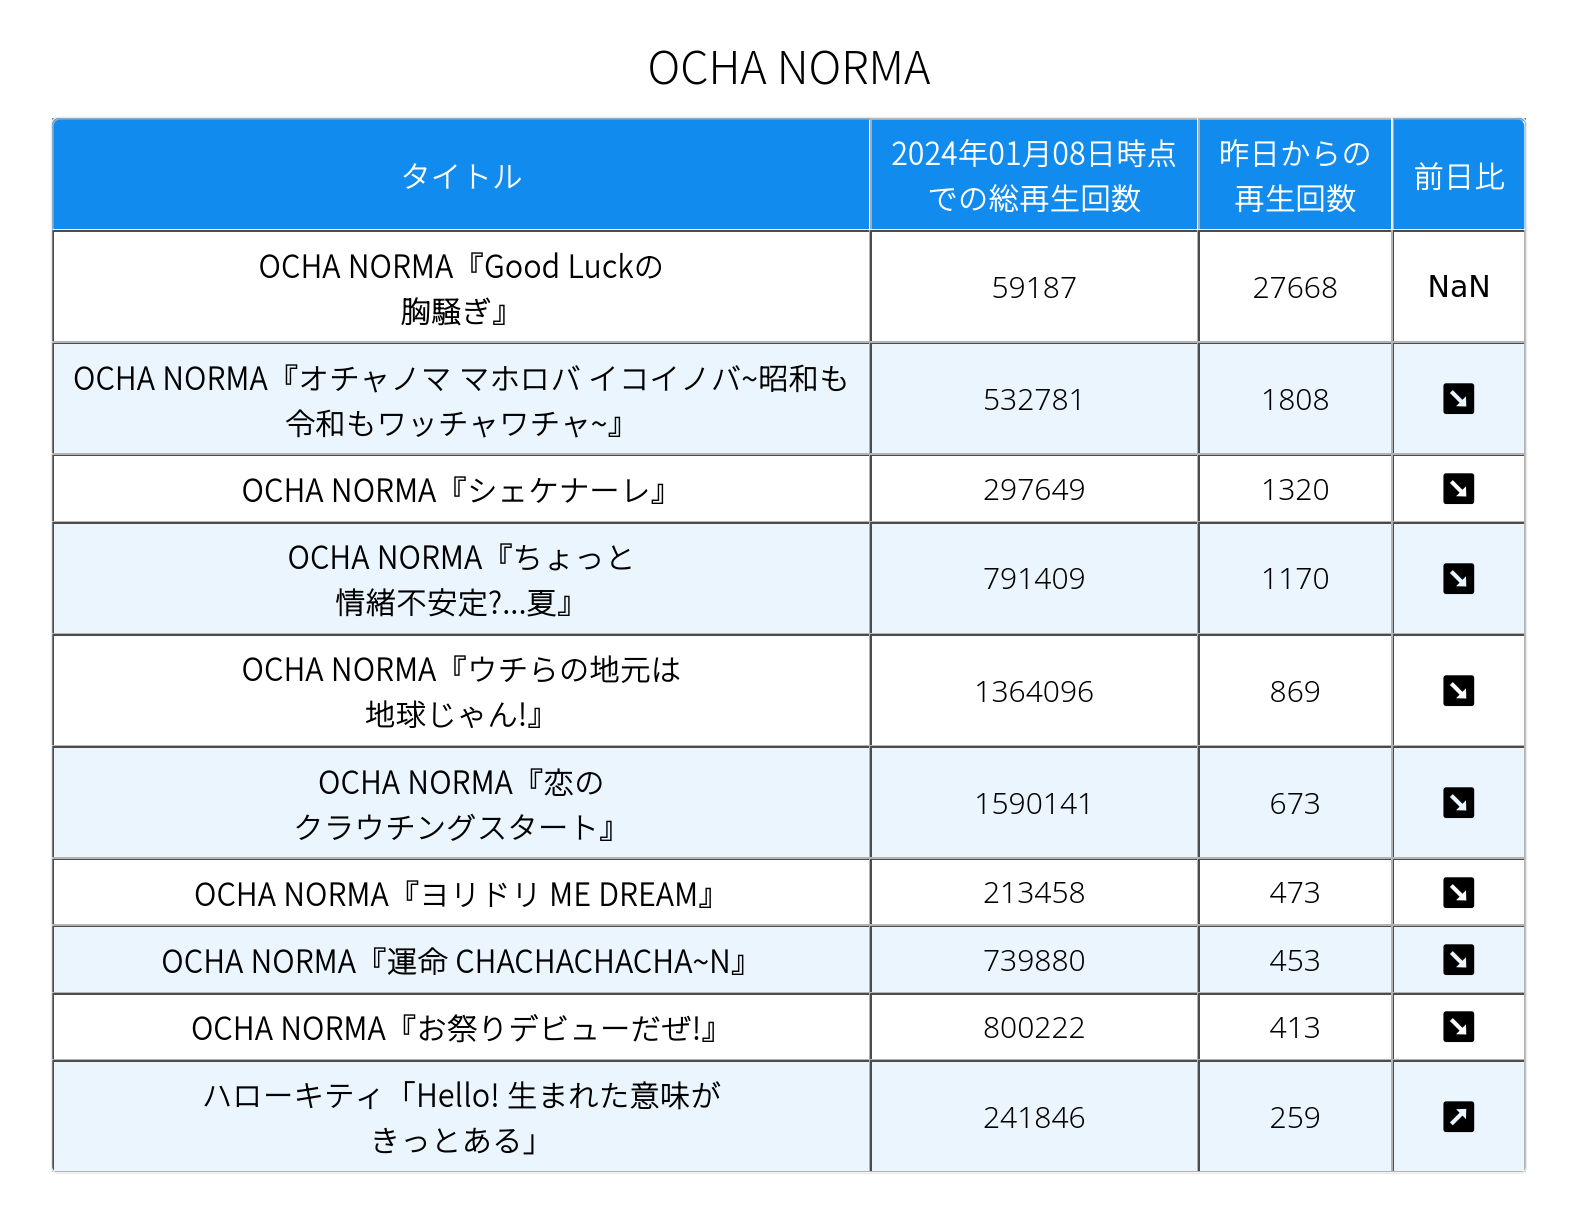 OCHA NORMA
タイトル
2024年01月08日時点
での総再生回数
昨日からの
再生回数
前日比
OCHA NORMA『Good Luckの
胸騒ぎ』
59187
27668
NaN
OCHA NORMA『オチャノマ マホロバ イコイノバ~昭和も
令和もワッチャワチャ~』
532781
1808
OCHA NORMA『シェケナーレ』
297649
1320
OCHA NORMA『ちょっと
情緒不安定?...夏』
791409
1170
OCHA NORMA『ウチらの地元は
地球じゃん!』
1364096
869
OCHA NORMA『恋の
クラウチングスタート』
1590141
673
OCHA NORMA『ヨリドリ ME DREAM』
213458
473
OCHA NORMA『運命 CHACHACHACHA~N』
739880
453
OCHA NORMA『お祭りデビューだぜ!』
800222
413
ハローキティ「Hello! 生まれた意味が
きっとある」
241846
259